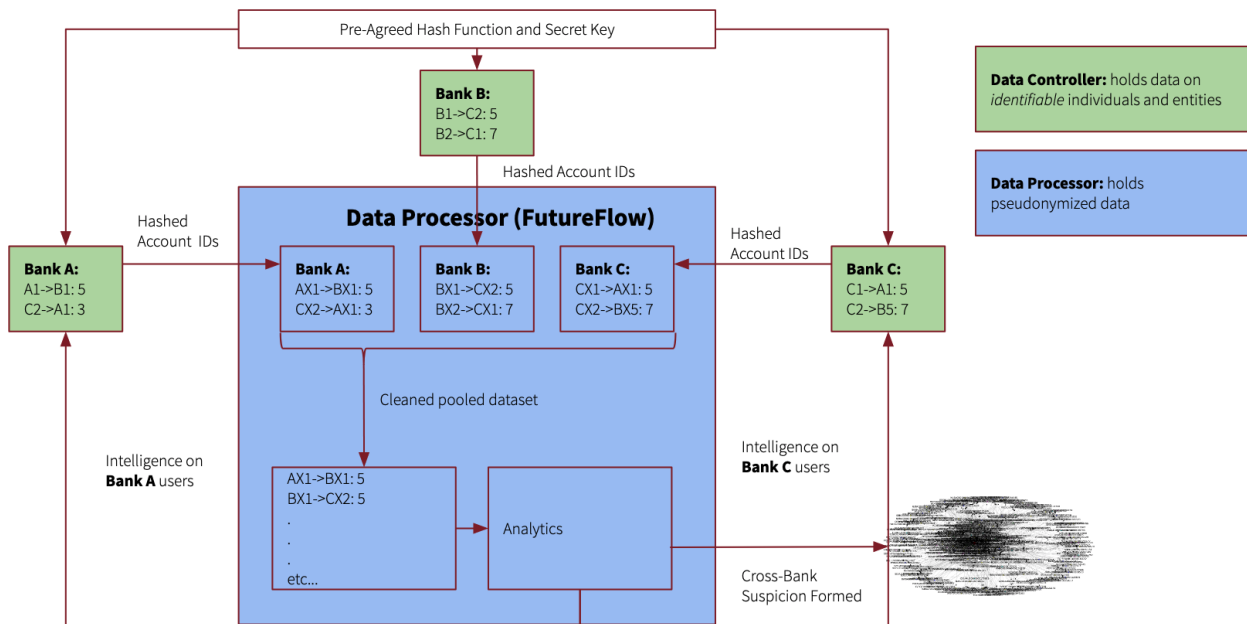 Pre-Agreed Hash Function and Secret Key
Bank B:
B1->C2: 5
B2->C1: 7
Data Controller: holds data on
identifiable individuals and entities
Data Processor: holds
pseudonymized data
Hashed Account IDs
Data Processor (FutureFlow)
Hashed
Account IDs
Hashed
Account IDs
Bank A:
A1->B1: 5
C2->A1: 3
Bank A:
AX1->BX1: 5
CX2->AX1: 3
Bank B:
BX1->CX2: 5
BX2->CX1: 7
Bank C:
CX1->AX1: 5
CX2->BX5: 7
Bank C:
C1->A1: 5
C2->B5: 7
Cleaned pooled dataset
Intelligence on
Bank A users
Intelligence on
Bank C users
AX1->BX1: 5
BX1->CX2: 5
.
.
.
etc...
Analytics
Cross-Bank
Suspicion Formed